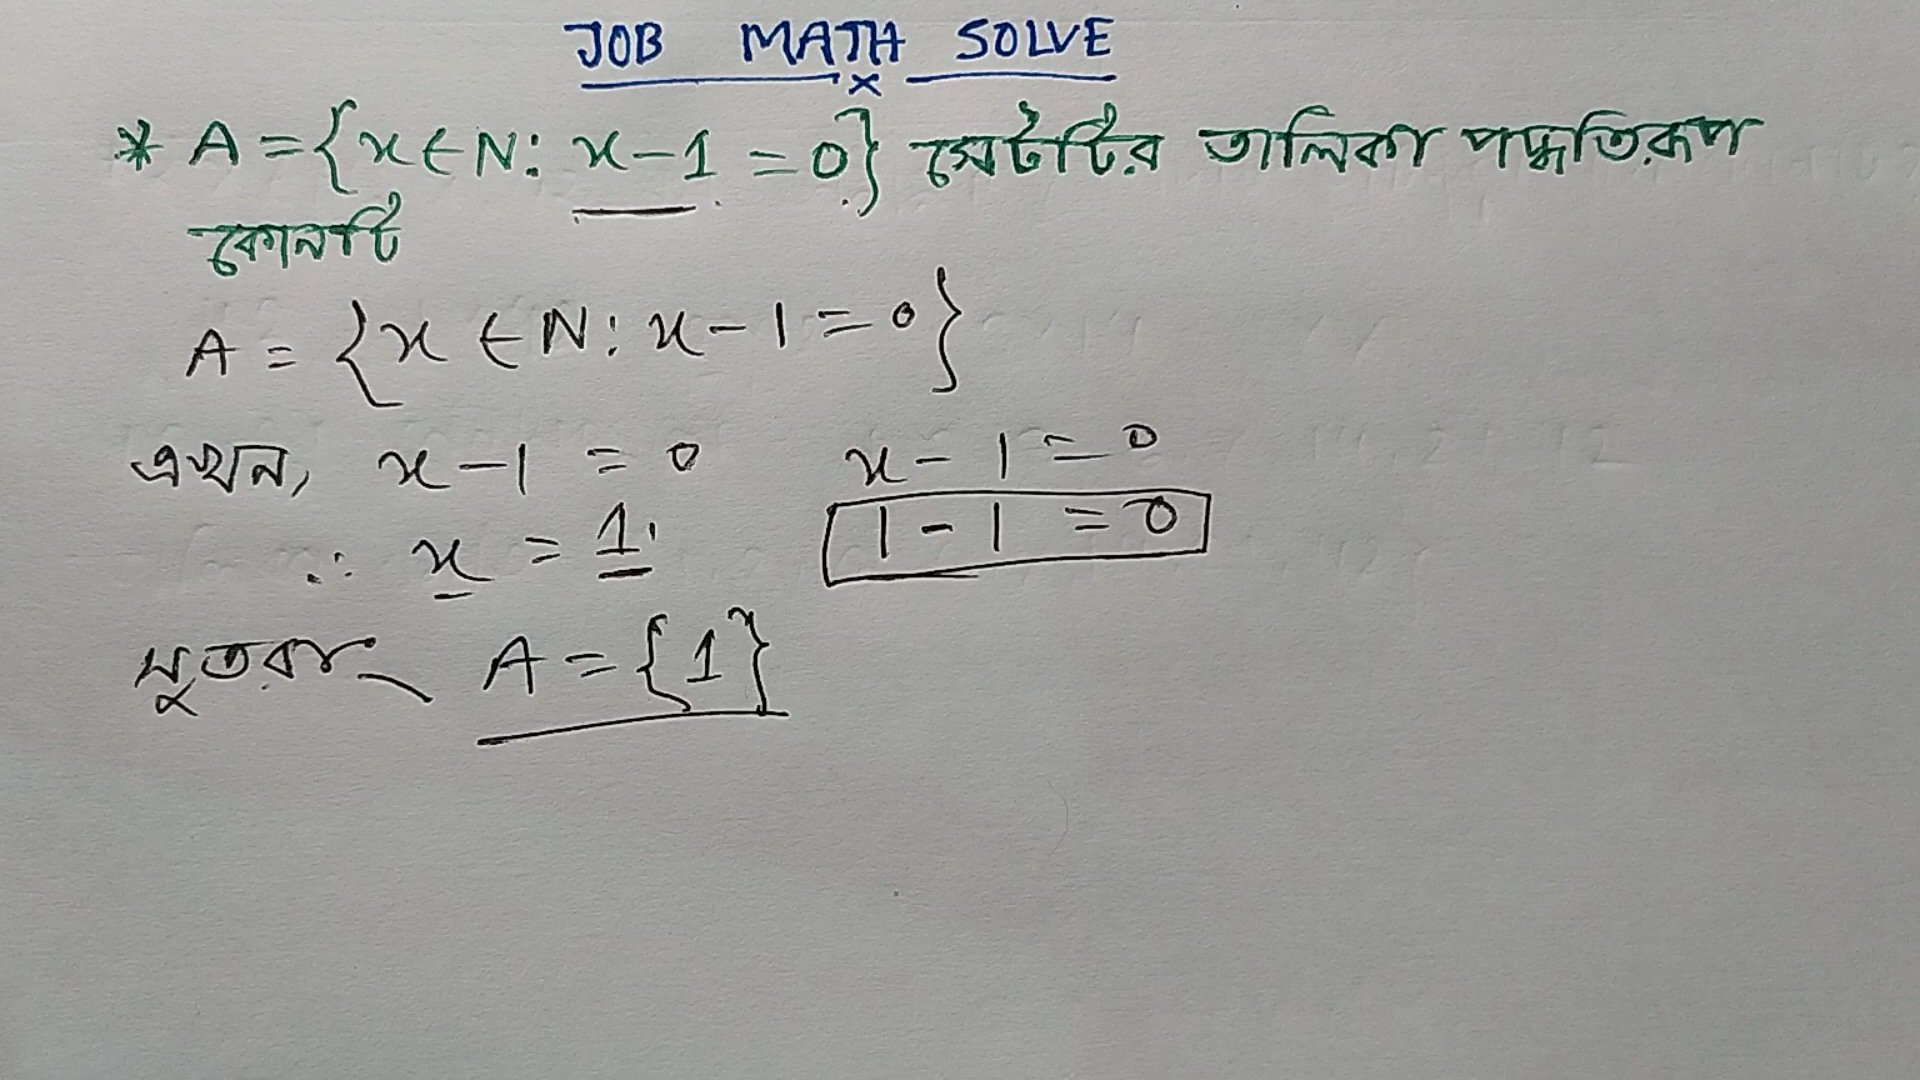 JOB MATH SOLVE
x
* A = {x ∈ N: x-1 = 0} সেটটির তালিকা পদ্ধতিরূপ
কোনটি
A = {x ∈ N: x-1 = 0}
এখন, x-1 = 0 x-1 = 0
∴ x = 1. 1-1 = 0
সুতরাং A = {1}